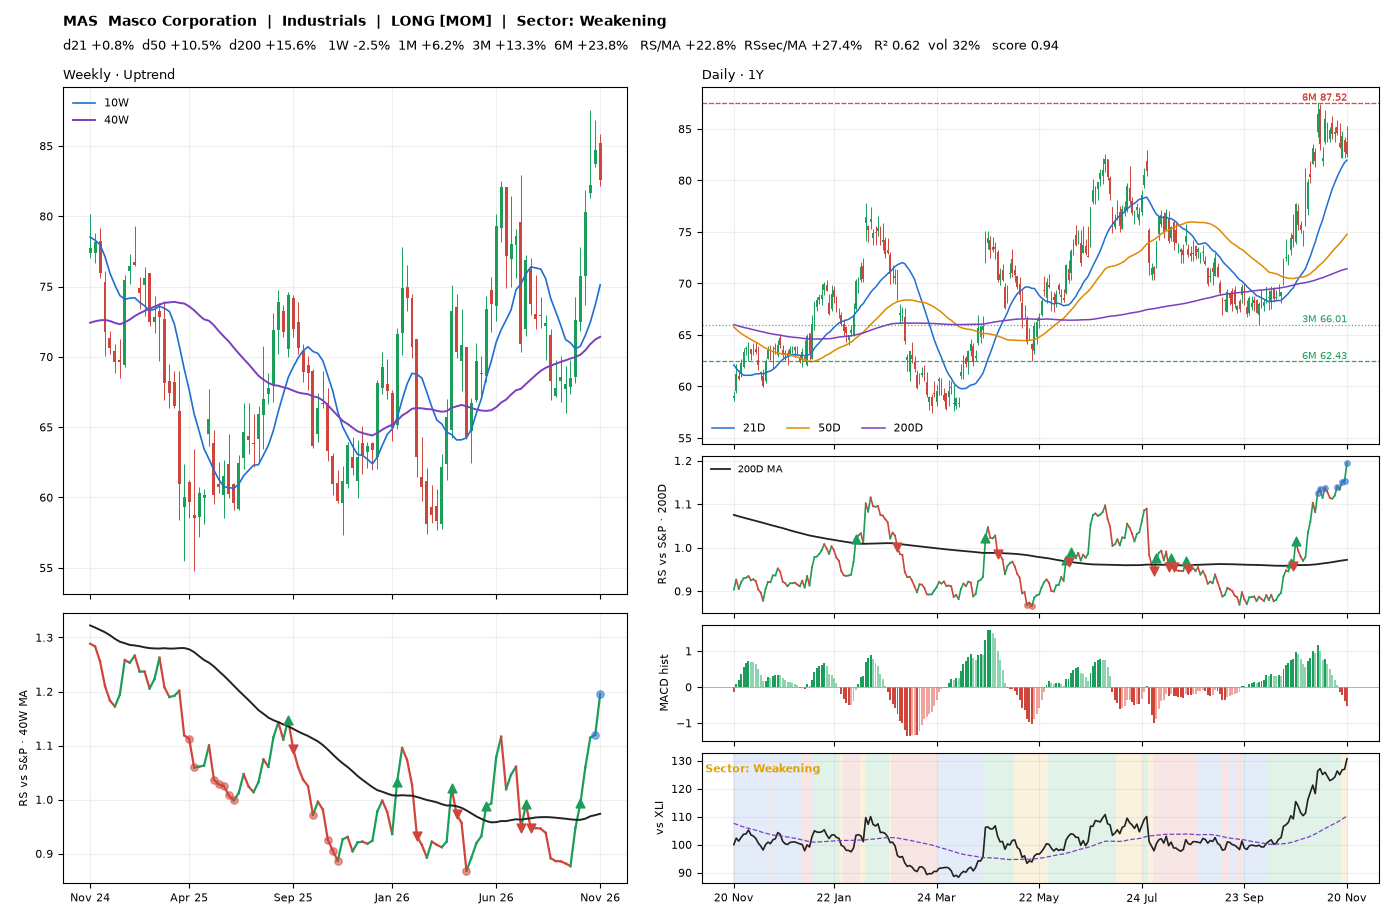 MAS  Masco Corporation  |  Industrials  |  LONG [MOM]  |  Sector: Weakening
d21 +0.8%  d50 +10.5%  d200 +15.6%   1W -2.5%  1M +6.2%  3M +13.3%  6M +23.8%   RS/MA +22.8%  RSsec/MA +27.4%   R² 0.62  vol 32%   score 0.94
Weekly · Uptrend
10W
40W
85
80
75
70
65
60
55
RS vs S&P · 40W MA
1.3
1.2
1.1
1.0
0.9
Nov 24
Apr 25
Sep 25
Jan 26
Jun 26
Nov 26
Daily · 1Y
6M 87.52
3M 66.01
6M 62.43
85
80
75
70
65
60
55
21D
50D
200D
RS vs S&P · 200D
200D MA
1.2
1.1
1.0
0.9
MACD hist
1
0
−1
vs XLI
Sector: Weakening
130
120
110
100
90
20 Nov
22 Jan
24 Mar
22 May
24 Jul
23 Sep
20 Nov